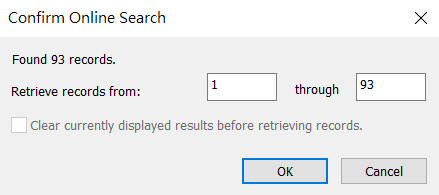 Confirm Online Search
Found 93 records.
Retrieve records from: 1 through 93
Clear currently displayed results before retrieving records.
OK Cancel